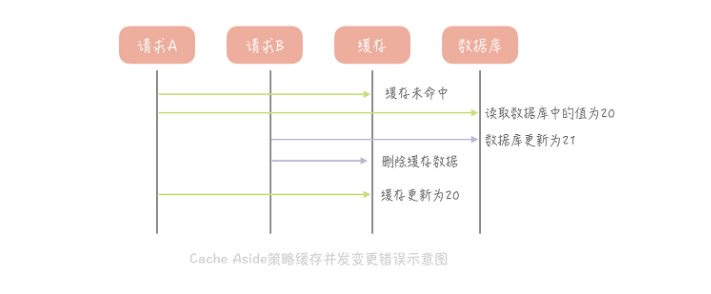 请求A
请求B
缓存
数据库
缓存未命中
读取数据库中的值为20
数据库更新为21
删除缓存数据
缓存更新为20
Cache Aside策略缓存并发变更错误示意图